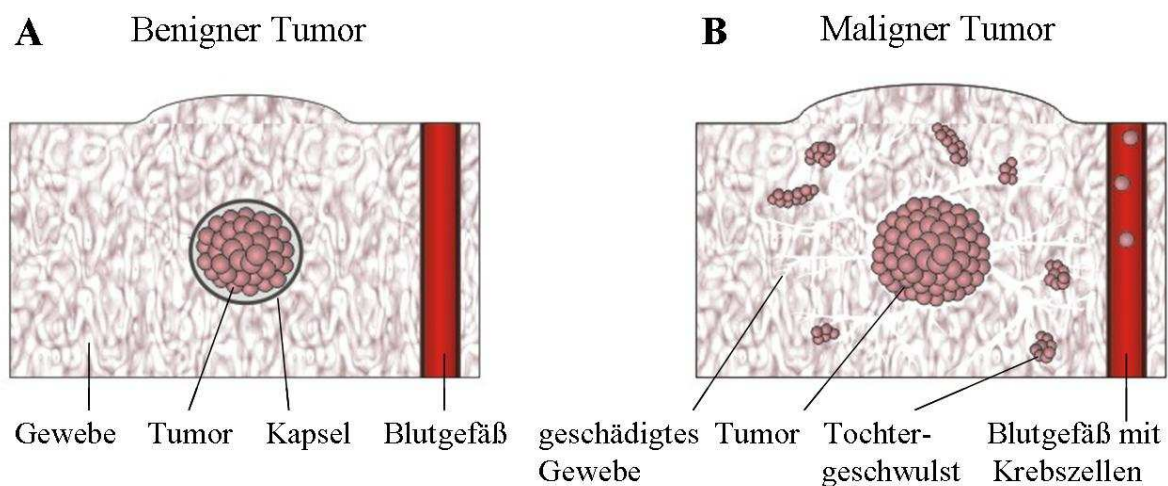 A Benigner Tumor
B Maligner Tumor
Gewebe Tumor Kapsel Blutgefäß
geschädigtes Tumor Tochter- Blutgefäß mit
Gewebe geschwulst Krebszellen